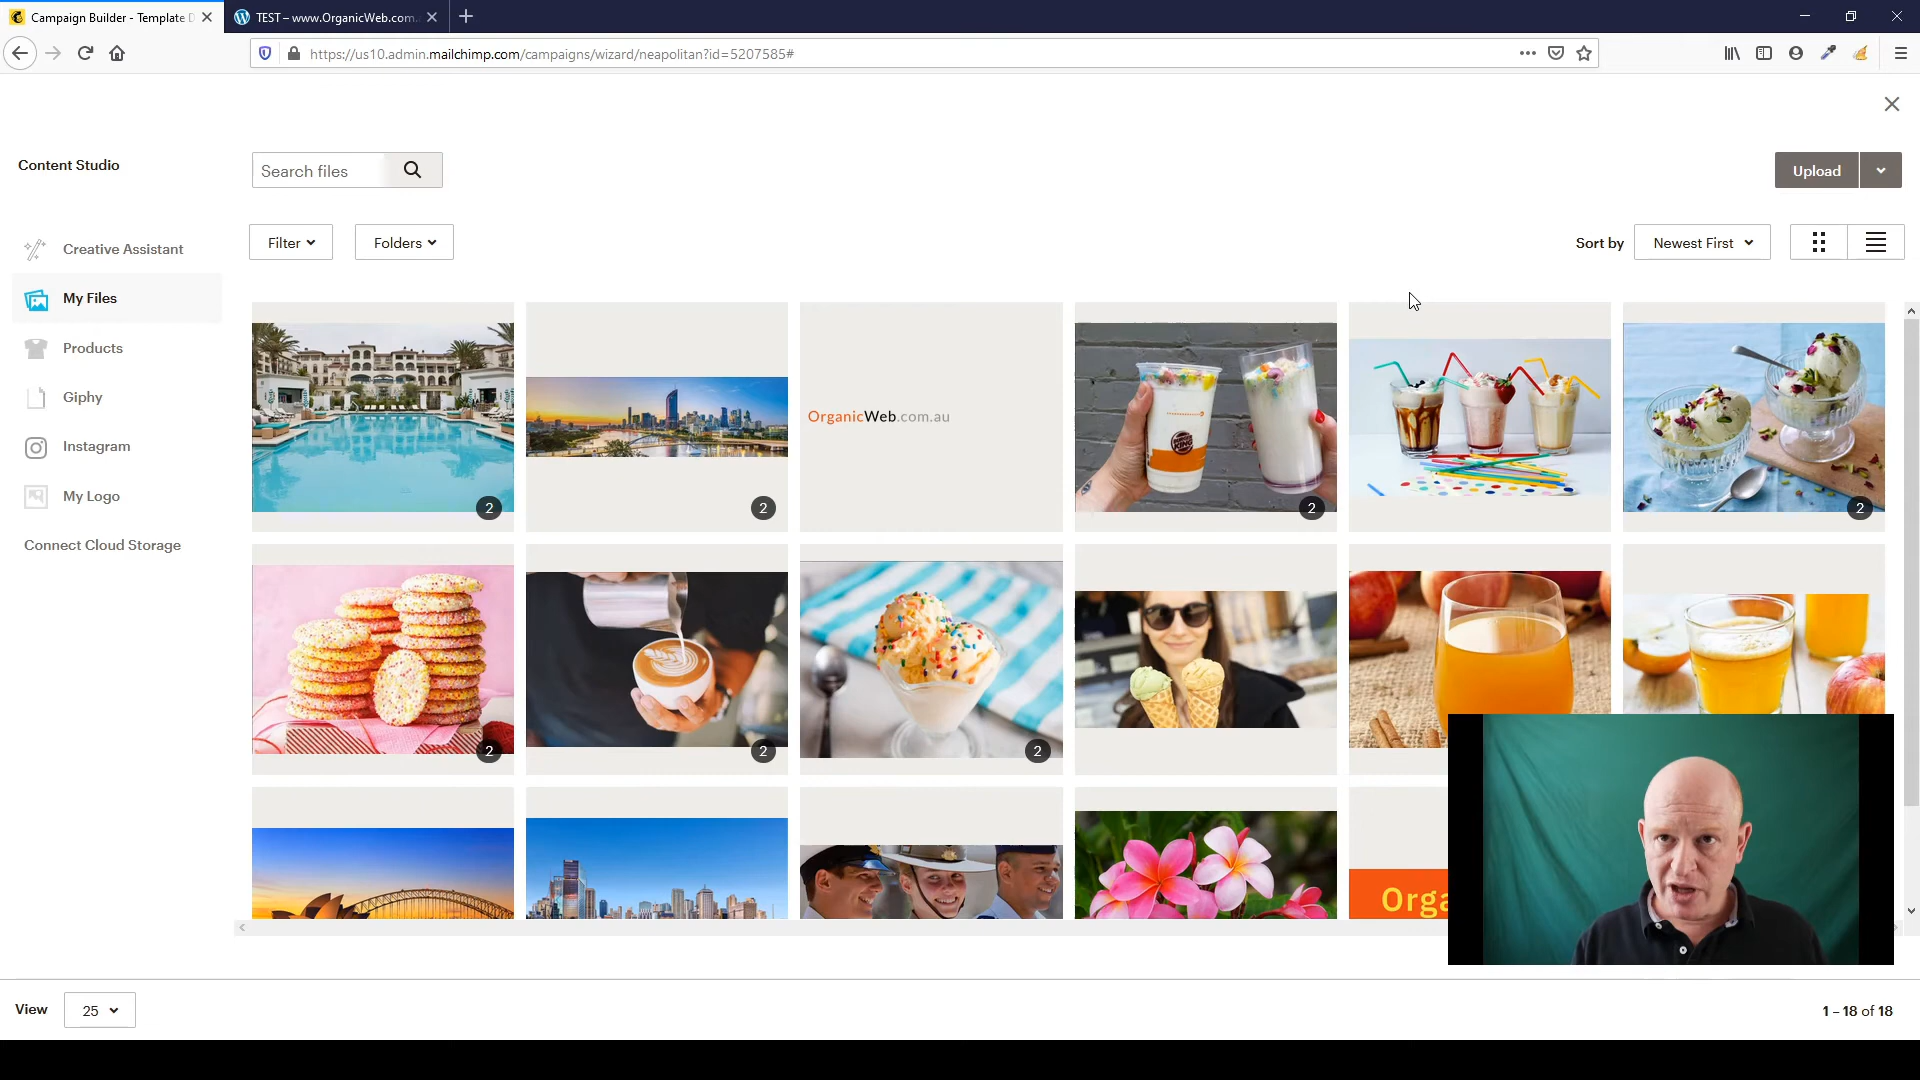 Campaign Builder - Template D
TEST – www.OrganicWeb.com.
https://us10.admin.mailchimp.com/campaigns/wizard/neapolitan?id=5207585#
Content Studio
Search files
Upload
Creative Assistant
Filter
Folders
Sort by
Newest First
My Files
Products
Giphy
Instagram
My Logo
Connect Cloud Storage
OrganicWeb.com.au
BURGER KING
2
2
2
2
2
2
2
Orga
View
25
1 – 18 of 18